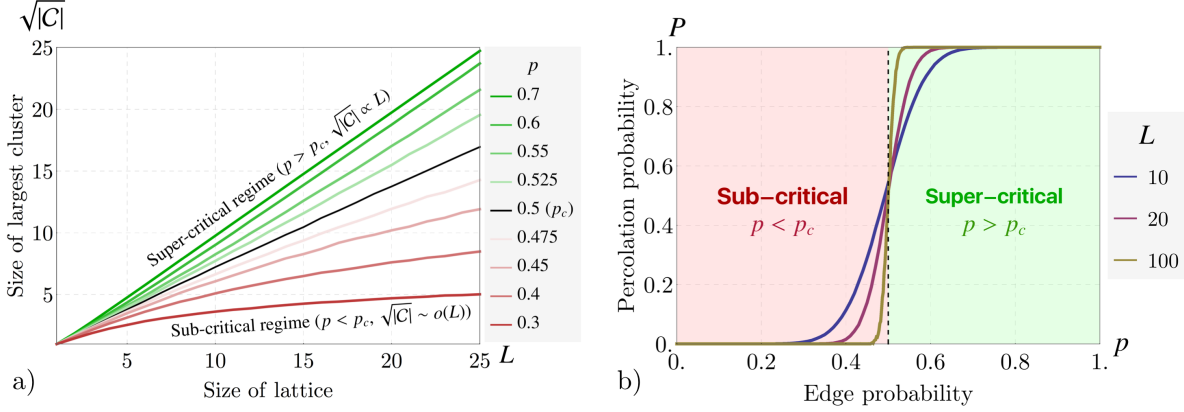 √|C|
Size of largest cluster
25
20
15
10
5
5
10
15
20
25
L
Size of lattice
a)
Super-critical regime (p > p_c, √|C| ∝ L)
Sub-critical regime (p < p_c, √|C| ~ o(L))
p
0.7
0.6
0.55
0.525
0.5 (p_c)
0.475
0.45
0.4
0.3
P
Percolation probability
1.
0.8
0.6
0.4
0.2
0.
0.
0.2
0.4
0.6
0.8
1.
p
Edge probability
b)
Sub-critical
p < p_c
Super-critical
p > p_c
L
10
20
100